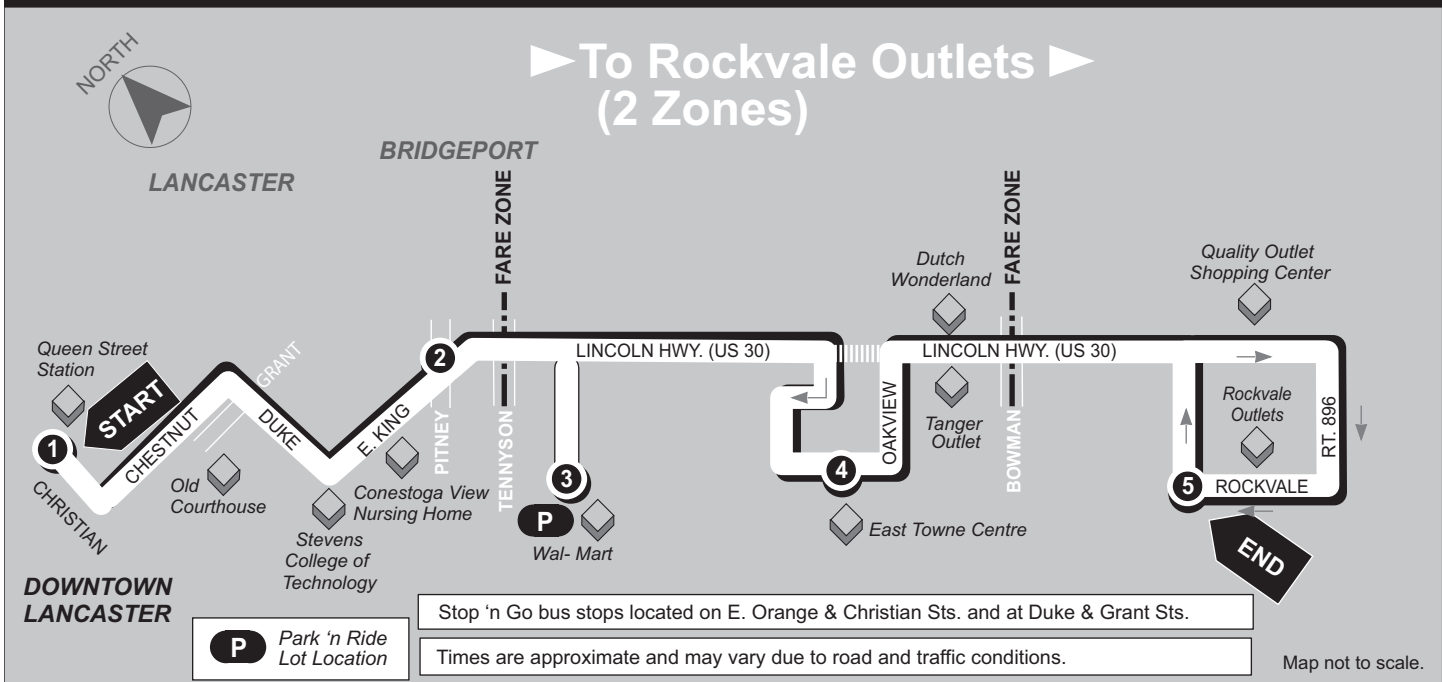 To Rockvale Outlets
(2 Zones)
NORTH
LANCASTER
BRIDGEPORT
FARE ZONE
FARE ZONE
Queen Street
Station
START
CHRISTIAN
CHESTNUT
GRANT
DUKE
E. KING
PITNEY
TENNYSON
Old
Courthouse
Stevens
College of
Technology
Conestoga View
Nursing Home
LINCOLN HWY. (US 30)
P
Wal- Mart
OAKVIEW
East Towne Centre
Dutch
Wonderland
LINCOLN HWY. (US 30)
Tanger
Outlet
BOWMAN
Quality Outlet
Shopping Center
Rockvale
Outlets
RT. 896
ROCKVALE
END
1
2
3
4
5
DOWNTOWN
LANCASTER
P Park ‘n Ride
Lot Location
Stop ‘n Go bus stops located on E. Orange & Christian Sts. and at Duke & Grant Sts.
Times are approximate and may vary due to road and traffic conditions.
Map not to scale.